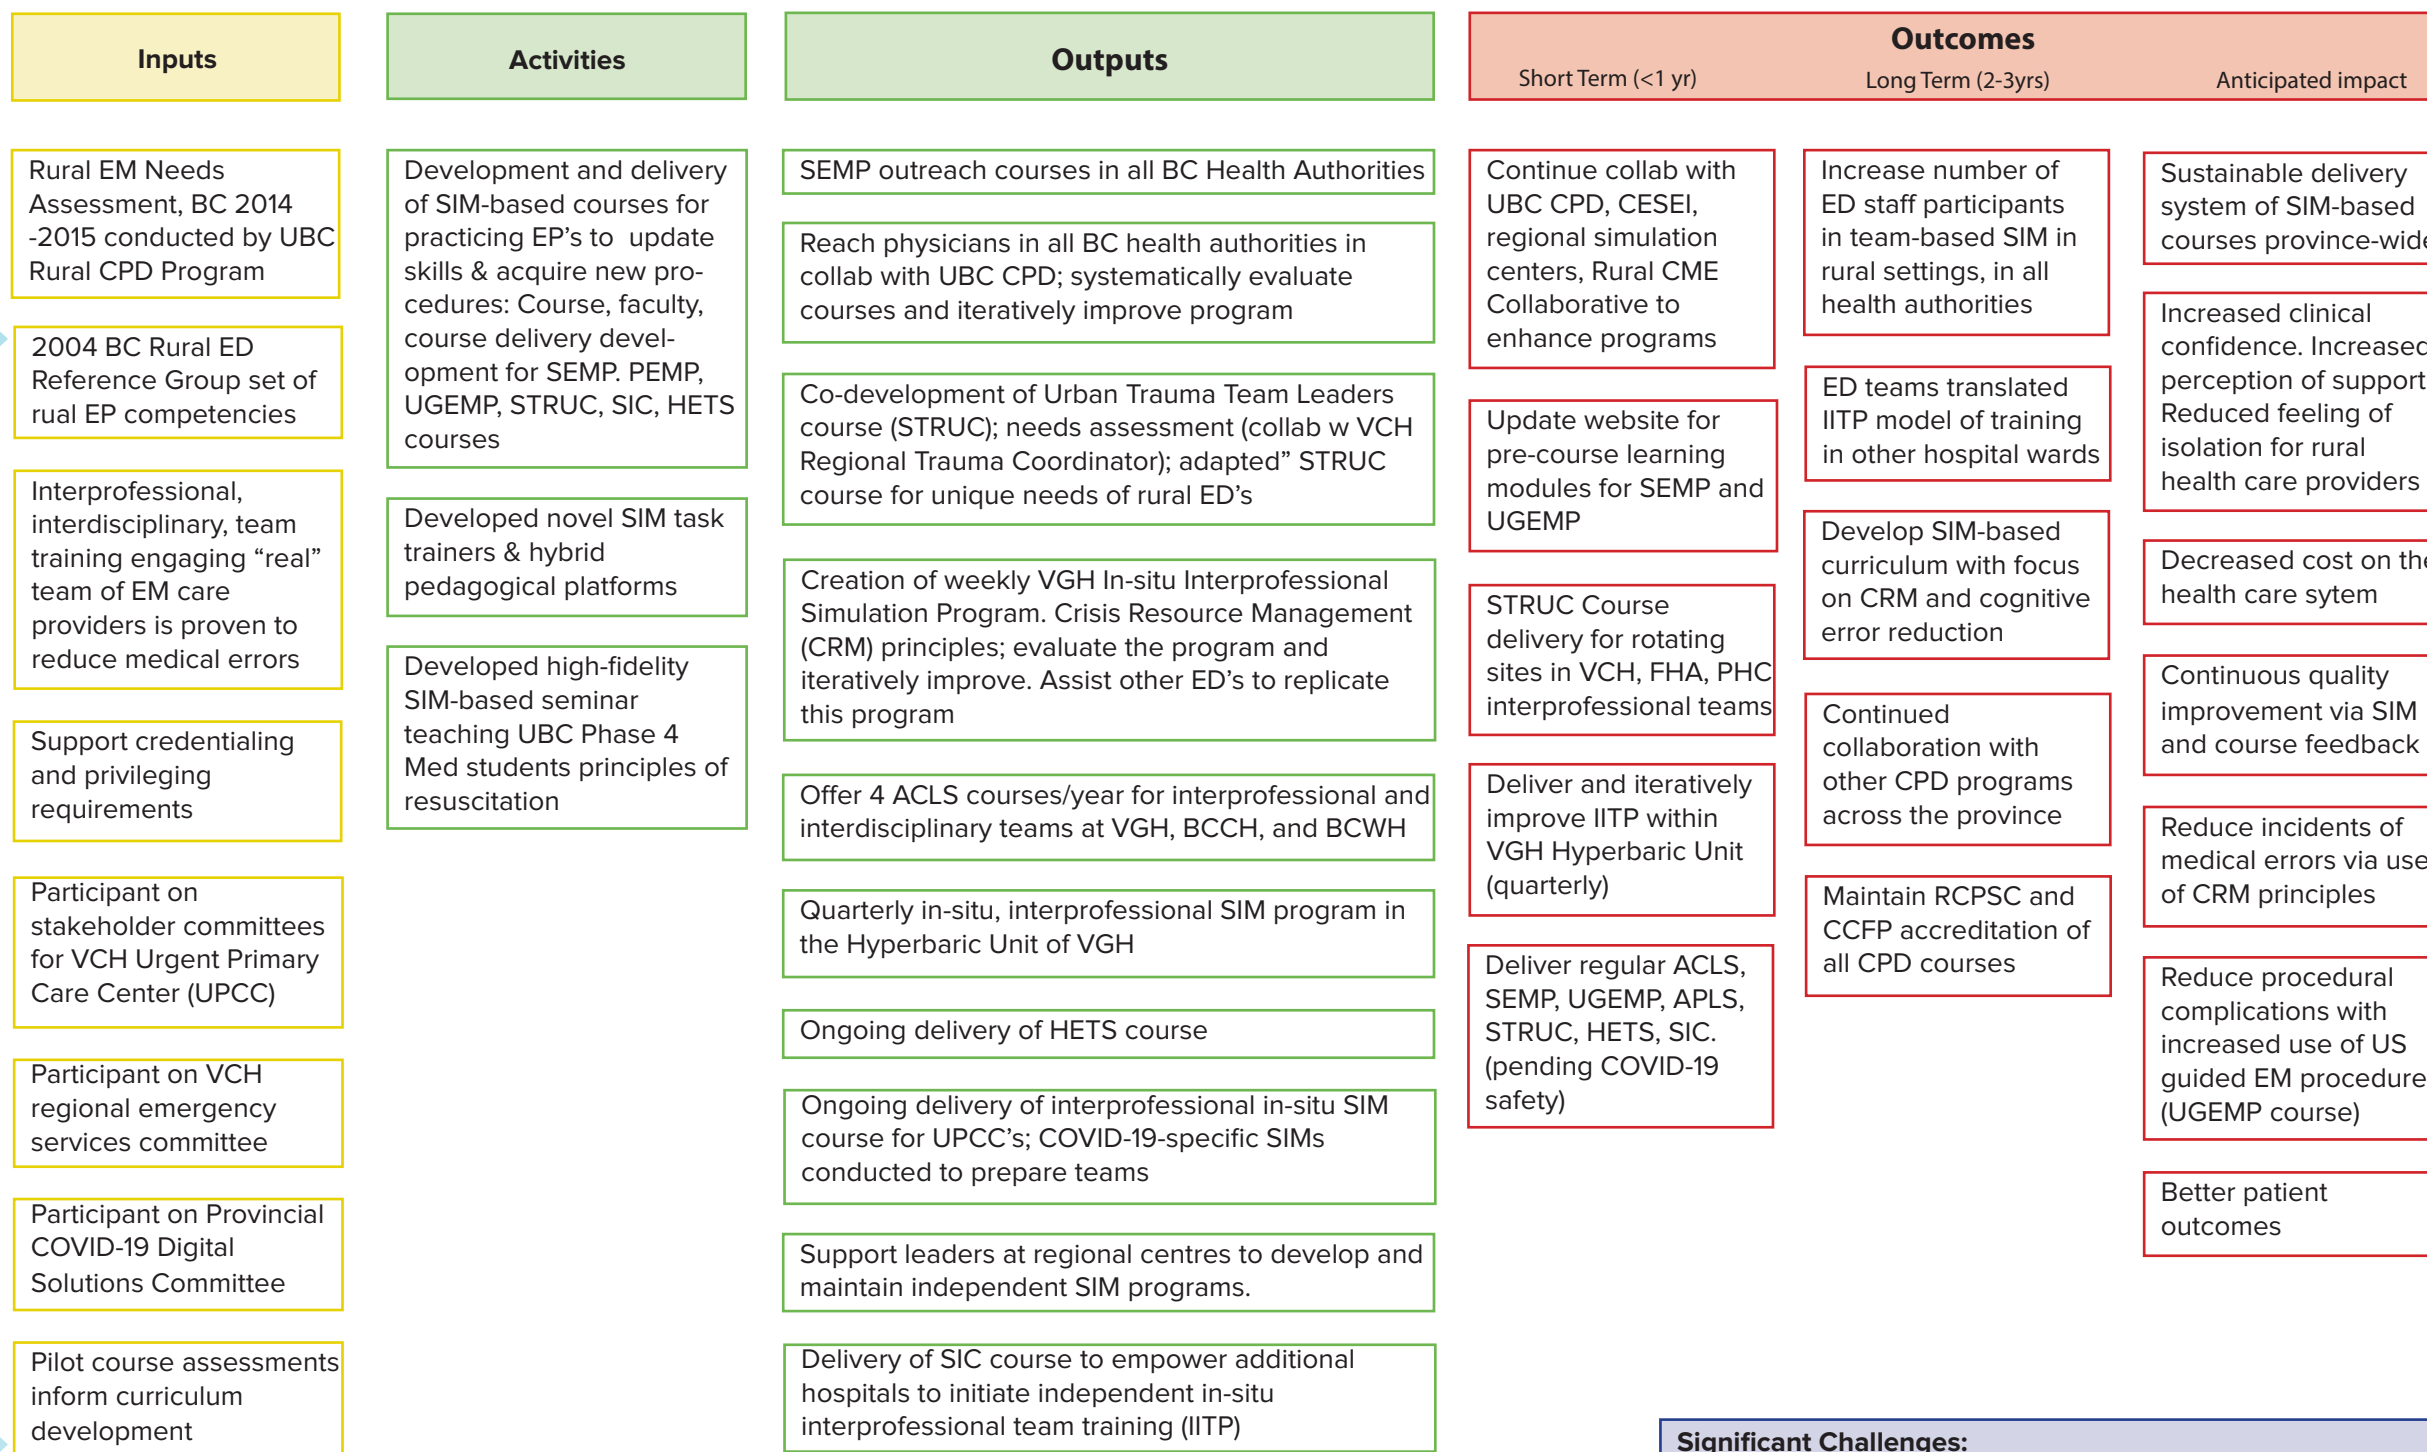 Inputs
Activities
Outputs
Outcomes
Short Term (<1 yr)
Long Term (2-3yrs)
Anticipated impact
Rural EM Needs
Assessment, BC 2014
-2015 conducted by UBC
Rural CPD Program
2004 BC Rural ED
Reference Group set of
rual EP competencies
Interprofessional,
interdisciplinary, team
training engaging “real”
team of EM care
providers is proven to
reduce medical errors
Support credentialing
and privileging
requirements
Participant on
stakeholder committees
for VCH Urgent Primary
Care Center (UPCC)
Participant on VCH
regional emergency
services committee
Participant on Provincial
COVID-19 Digital
Solutions Committee
Pilot course assessments
inform curriculum
development
Development and delivery
of SIM-based courses for
practicing EP's to  update
skills & acquire new pro-
cedures: Course, faculty,
course delivery devel-
opment for SEMP. PEMP,
UGEMP, STRUC, SIC, HETS
courses
Developed novel SIM task
trainers & hybrid
pedagogical platforms
Developed high-fidelity
SIM-based seminar
teaching UBC Phase 4
Med students principles of
resuscitation
SEMP outreach courses in all BC Health Authorities
Reach physicians in all BC health authorities in
collab with UBC CPD; systematically evaluate
courses and iteratively improve program
Co-development of Urban Trauma Team Leaders
course (STRUC); needs assessment (collab w VCH
Regional Trauma Coordinator); adapted” STRUC
course for unique needs of rural ED's
Creation of weekly VGH In-situ Interprofessional
Simulation Program. Crisis Resource Management
(CRM) principles; evaluate the program and
iteratively improve. Assist other ED's to replicate
this program
Offer 4 ACLS courses/year for interprofessional and
interdisciplinary teams at VGH, BCCH, and BCWH
Quarterly in-situ, interprofessional SIM program in
the Hyperbaric Unit of VGH
Ongoing delivery of HETS course
Ongoing delivery of interprofessional in-situ SIM
course for UPCC's; COVID-19-specific SIMs
conducted to prepare teams
Support leaders at regional centres to develop and
maintain independent SIM programs.
Delivery of SIC course to empower additional
hospitals to initiate independent in-situ
interprofessional team training (IITP)
Continue collab with
UBC CPD, CESEI,
regional simulation
centers, Rural CME
Collaborative to
enhance programs
Update website for
pre-course learning
modules for SEMP and
UGEMP
STRUC Course
delivery for rotating
sites in VCH, FHA, PHC
interprofessional teams
Deliver and iteratively
improve IITP within
VGH Hyperbaric Unit
(quarterly)
Deliver regular ACLS,
SEMP, UGEMP, APLS,
STRUC, HETS, SIC.
(pending COVID-19
safety)
Increase number of
ED staff participants
in team-based SIM in
rural settings, in all
health authorities
ED teams translated
IITP model of training
in other hospital wards
Develop SIM-based
curriculum with focus
on CRM and cognitive
error reduction
Continued
collaboration with
other CPD programs
across the province
Maintain RCPSC and
CCFP accreditation of
all CPD courses
Sustainable delivery
system of SIM-based
courses province-wide
Increased clinical
confidence. Increased
perception of support
Reduced feeling of
isolation for rural
health care providers
Decreased cost on the
health care sytem
Continuous quality
improvement via SIM
and course feedback
Reduce incidents of
medical errors via use
of CRM principles
Reduce procedural
complications with
increased use of US
guided EM procedure
(UGEMP course)
Better patient
outcomes
Significant Challenges: